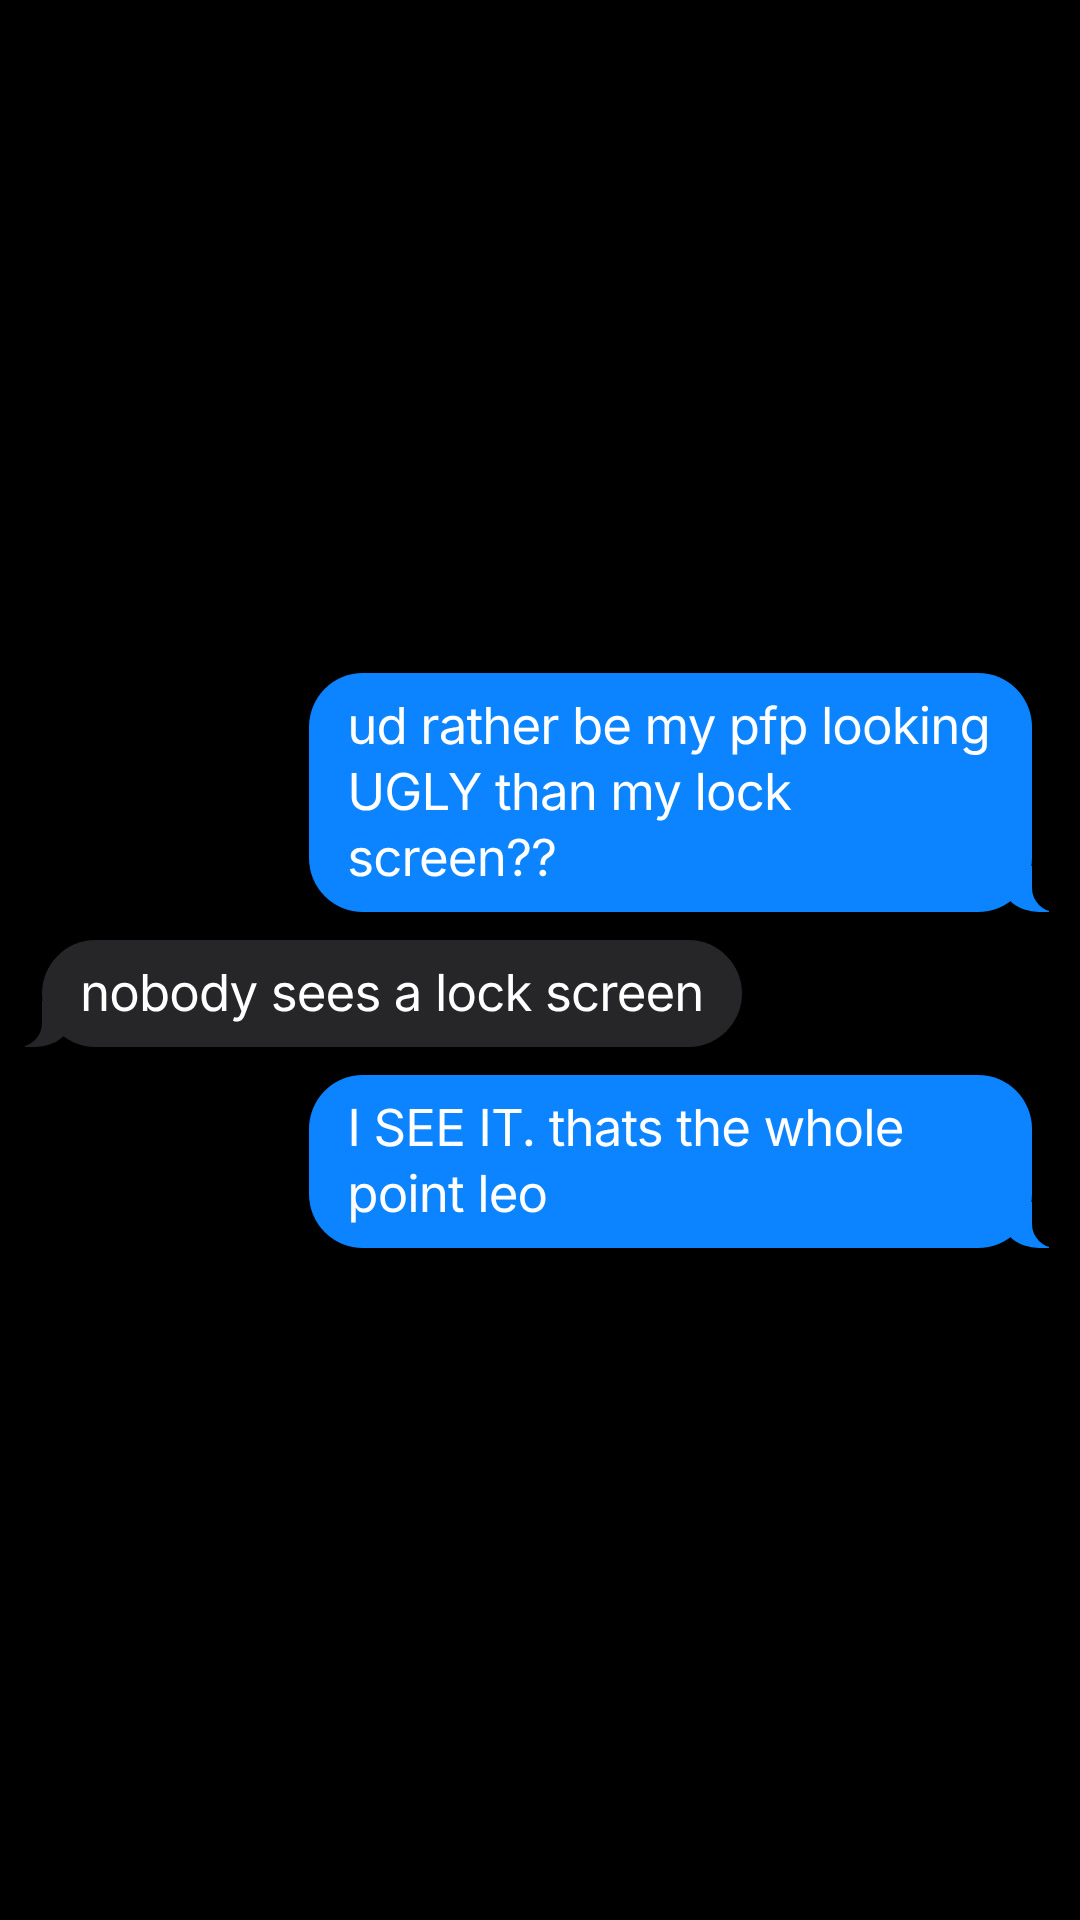 ud rather be my pfp looking
UGLY than my lock
screen??
nobody sees a lock screen
I SEE IT. thats the whole
point leo